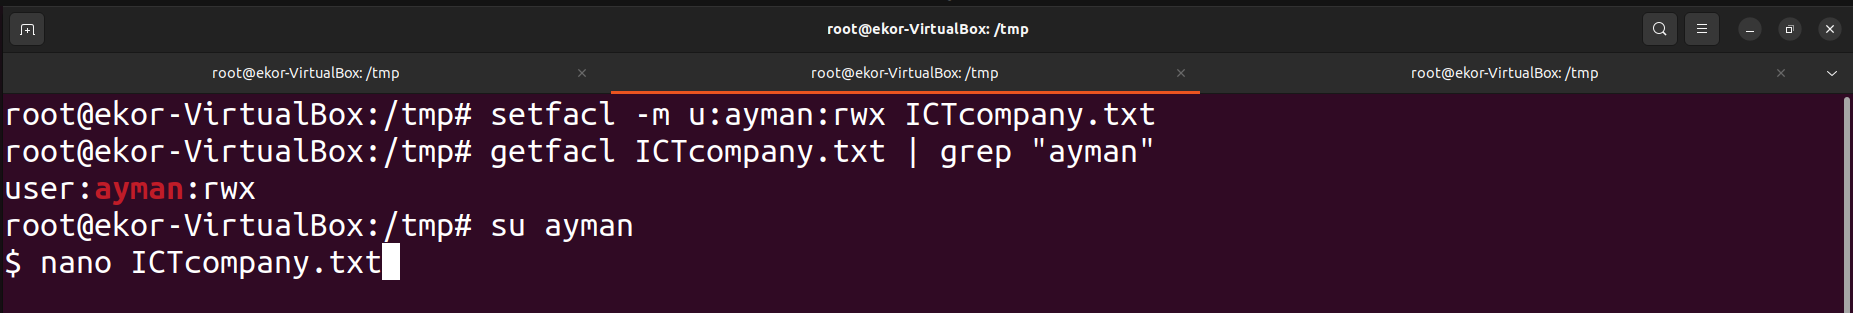 root@ekor-VirtualBox: /tmp
root@ekor-VirtualBox: /tmp
root@ekor-VirtualBox: /tmp
root@ekor-VirtualBox: /tmp
root@ekor-VirtualBox:/tmp# setfacl -m u:ayman:rwx ICTcompany.txt
root@ekor-VirtualBox:/tmp# getfacl ICTcompany.txt | grep "ayman"
user:ayman:rwx
root@ekor-VirtualBox:/tmp# su ayman
$ nano ICTcompany.txt